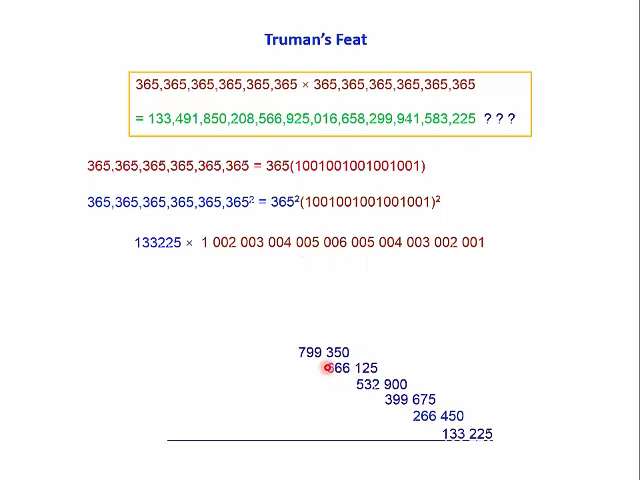 Truman's Feat
365,365,365,365,365,365 × 365,365,365,365,365,365
= 133,491,850,208,566,925,016,658,299,941,583,225 ? ? ?
365,365,365,365,365,365 = 365(1001001001001001)
365,365,365,365,365,365² = 365²(1001001001001001)²
133225 × 1 002 003 004 005 006 005 004 003 002 001
799 350
666 125
532 900
399 675
266 450
133 225